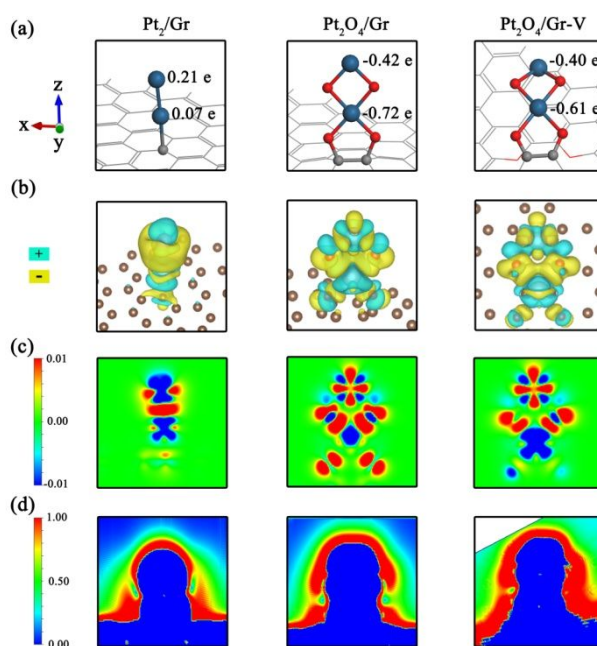 (a) Pt₂/Gr Pt₂O₄/Gr Pt₂O₄/Gr-V
z
x
y
0.21 e
0.07 e
-0.42 e
-0.72 e
-0.40 e
-0.61 e
(b)
+
-
(c)
0.01
0.00
-0.01
(d)
1.00
0.50
0.00